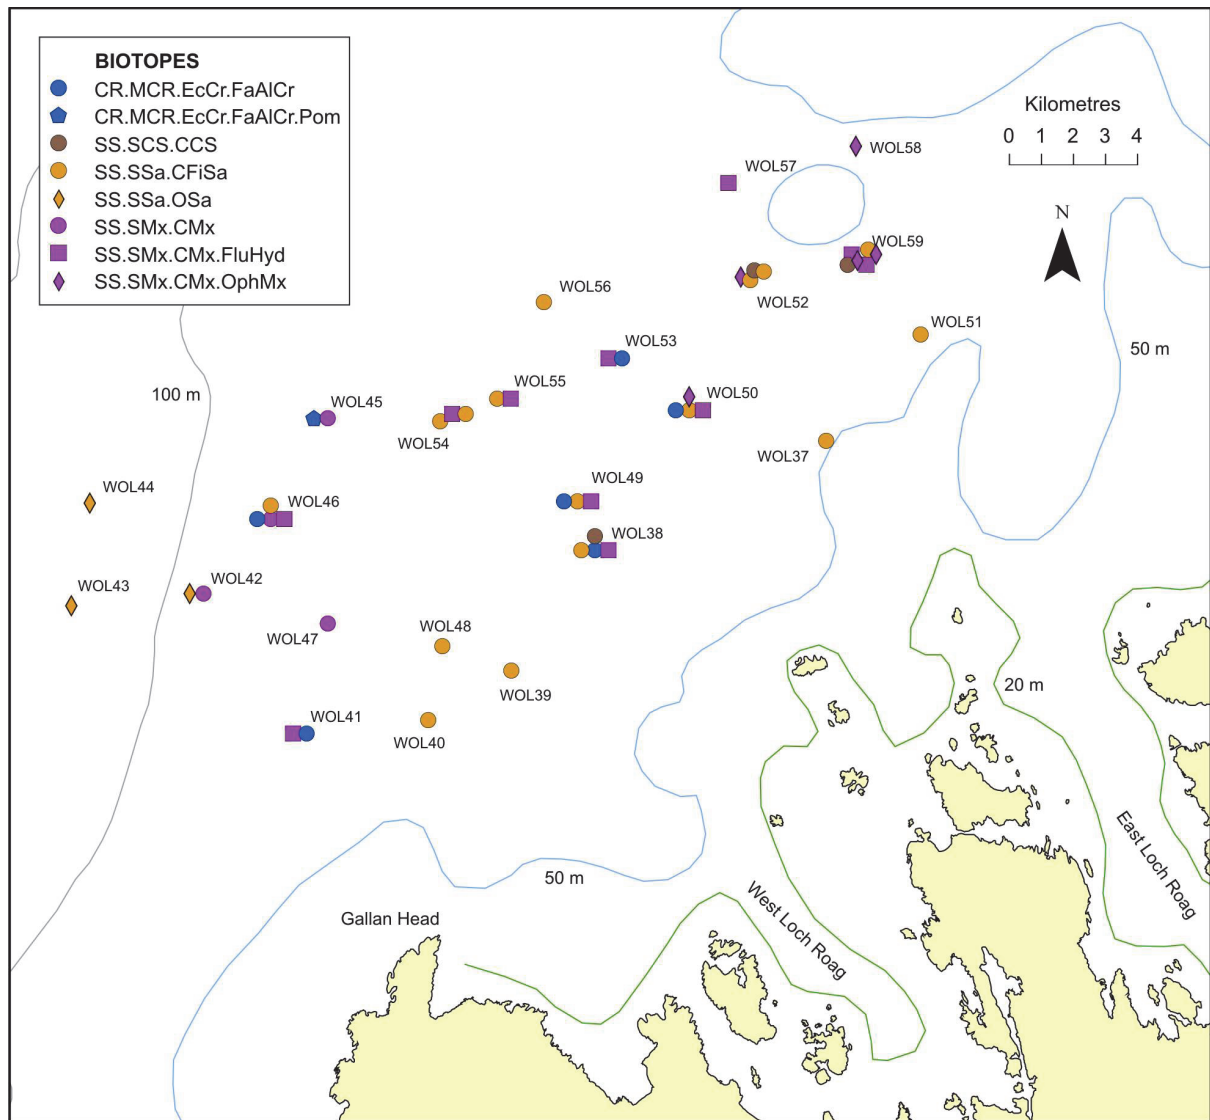 BIOTOPES
CR.MCR.EcCr.FaAlCr
CR.MCR.EcCr.FaAlCr.Pom
SS.SCS.CCS
SS.SSa.CFiSa
SS.SSa.OSa
SS.SMx.CMx
SS.SMx.CMx.FluHyd
SS.SMx.CMx.OphMx
Kilometres
0 1 2 3 4
N
WOL58
WOL57
WOL59
WOL56
WOL52
WOL51
WOL53
50 m
WOL55
100 m
WOL45
WOL50
WOL54
WOL37
WOL44
WOL49
WOL46
WOL38
WOL43
WOL42
WOL48
WOL47
20 m
WOL39
WOL41
WOL40
East Loch Roag
50 m
West Loch Roag
Gallan Head